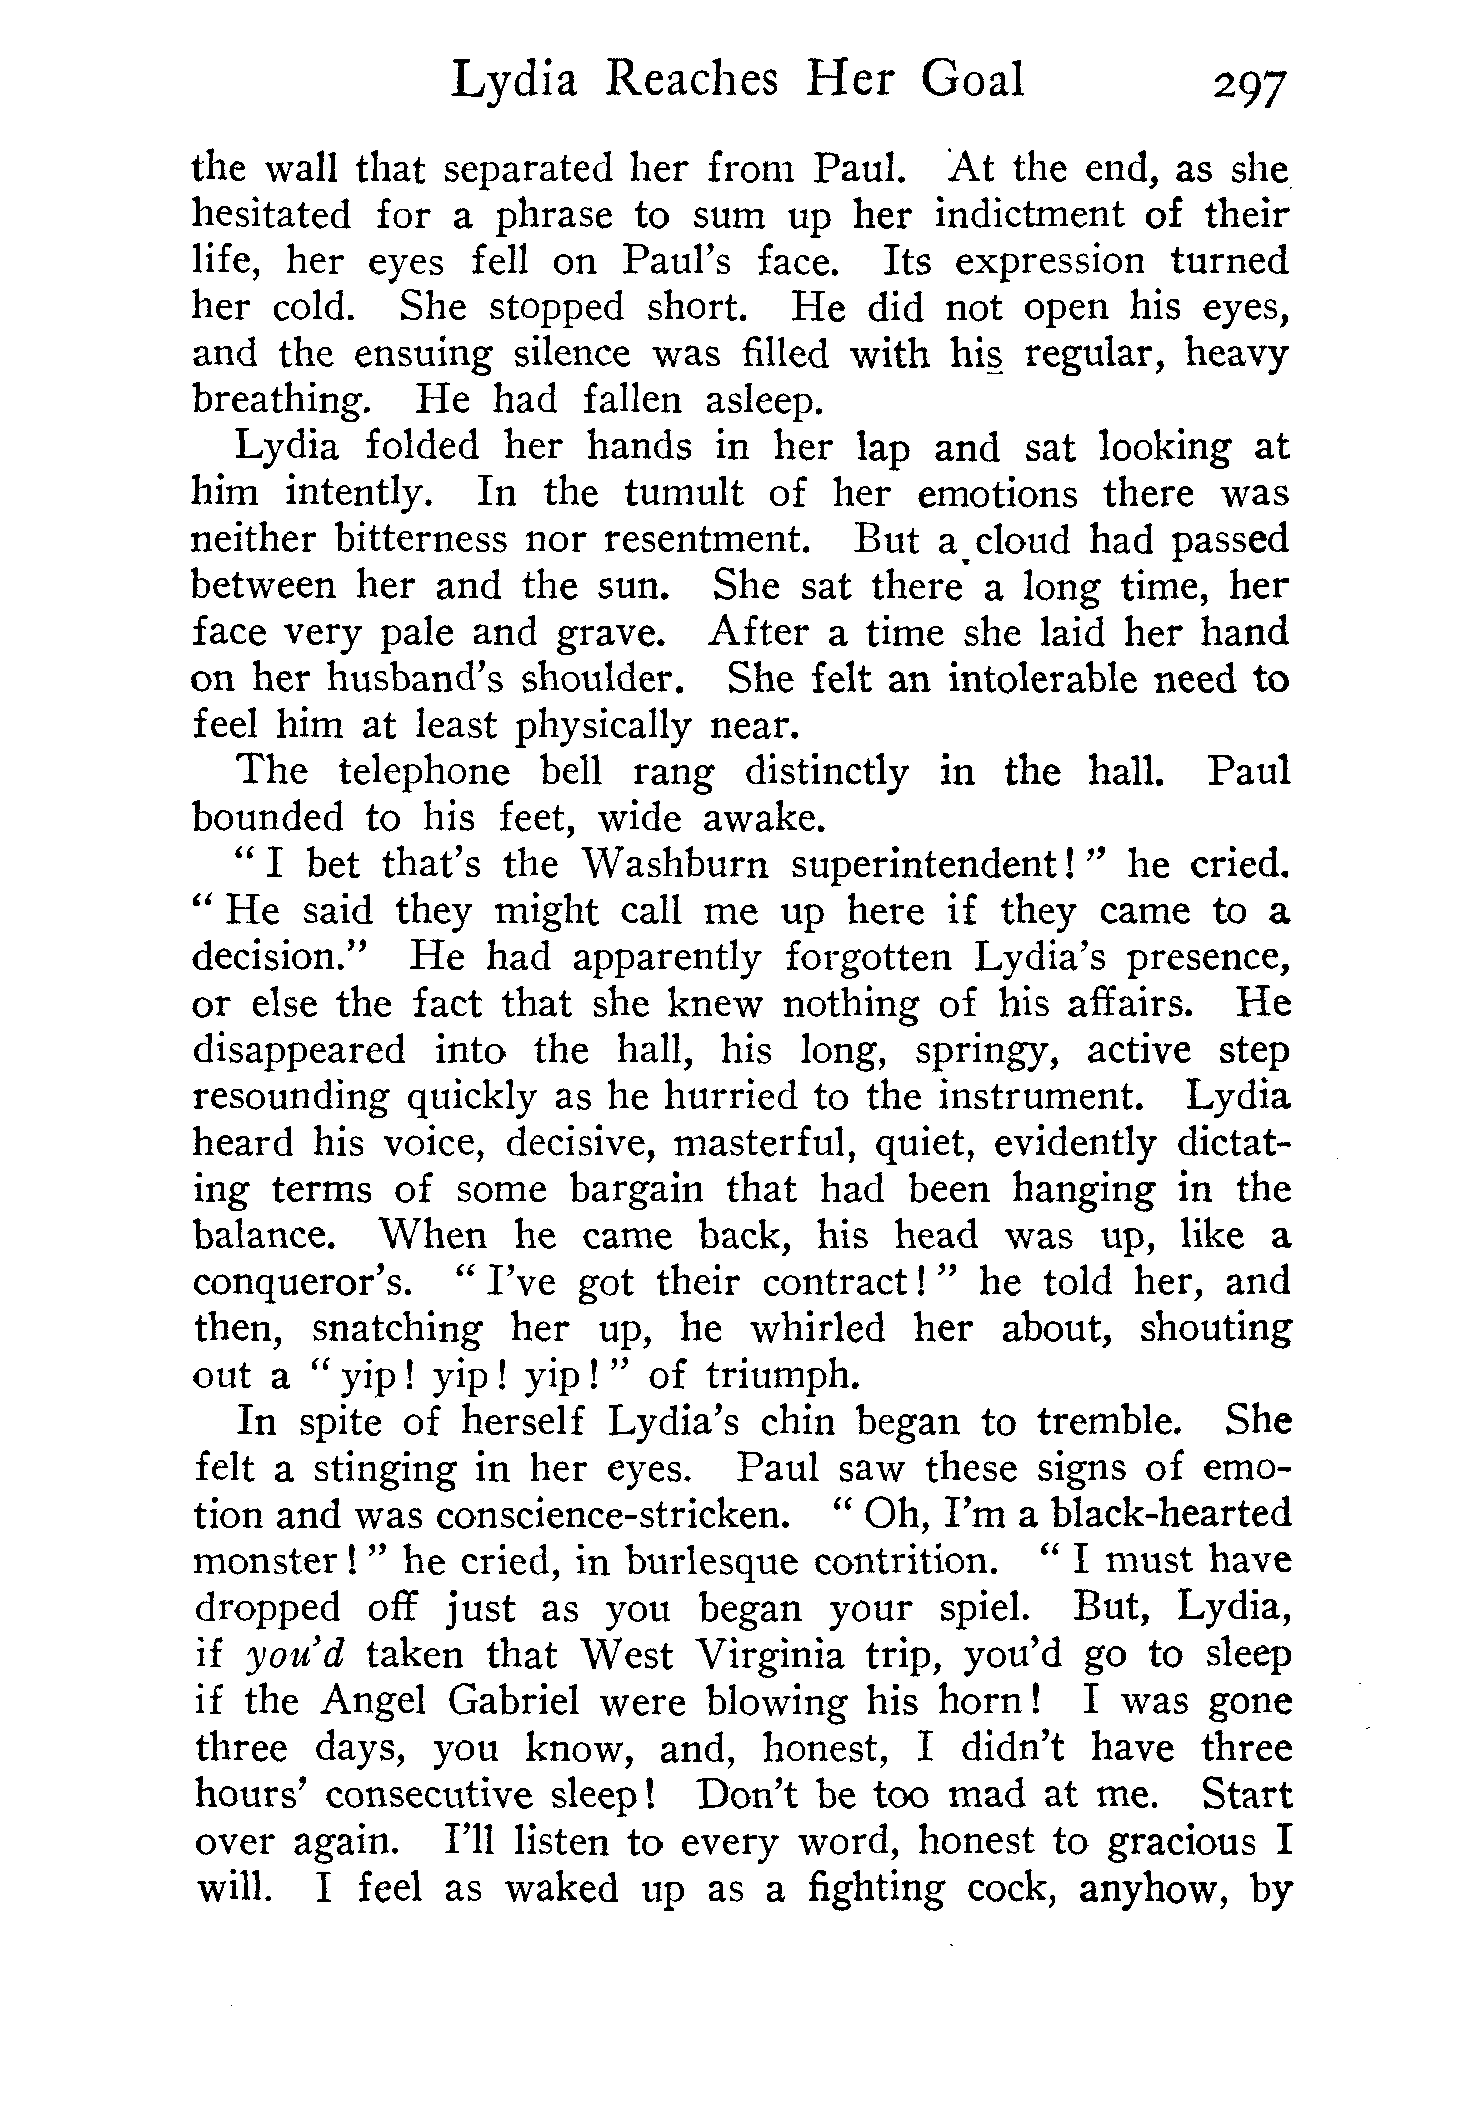 Lydia Reaches Her Goal 297
the wall that separated her from Paul. At the end, as she
hesitated for a phrase to sum up her indictment of their
life, her eyes fell on Paul's face. Its expression turned
her cold. She stopped short. He did not open his eyes,
and the ensuing silence was filled with his regular, heavy
breathing. He had fallen asleep.
Lydia folded her hands in her lap and sat looking at
him intently. In the tumult of her emotions there was
neither bitterness nor resentment. But a cloud had passed
between her and the sun. She sat there a long time, her
face very pale and grave. After a time she laid her hand
on her husband's shoulder. She felt an intolerable need to
feel him at least physically near.
The telephone bell rang distinctly in the hall. Paul
bounded to his feet, wide awake.
" I bet that's the Washburn superintendent! " he cried.
" He said they might call me up here if they came to a
decision." He had apparently forgotten Lydia's presence,
or else the fact that she knew nothing of his affairs. He
disappeared into the hall, his long, springy, active step
resounding quickly as he hurried to the instrument. Lydia
heard his voice, decisive, masterful, quiet, evidently dictat-
ing terms of some bargain that had been hanging in the
balance. When he came back, his head was up, like a
conqueror's. " I've got their contract! " he told her, and
then, snatching her up, he whirled her about, shouting
out a " yip! yip! yip! " of triumph.
In spite of herself Lydia's chin began to tremble. She
felt a stinging in her eyes. Paul saw these signs of emo-
tion and was conscience-stricken. " Oh, I'm a black-hearted
monster! " he cried, in burlesque contrition. " I must have
dropped off just as you began your spiel. But, Lydia,
if you'd taken that West Virginia trip, you'd go to sleep
if the Angel Gabriel were blowing his horn! I was gone
three days, you know, and, honest, I didn't have three
hours' consecutive sleep! Don't be too mad at me. Start
over again. I'll listen to every word, honest to gracious I
will. I feel as waked up as a fighting cock, anyhow, by